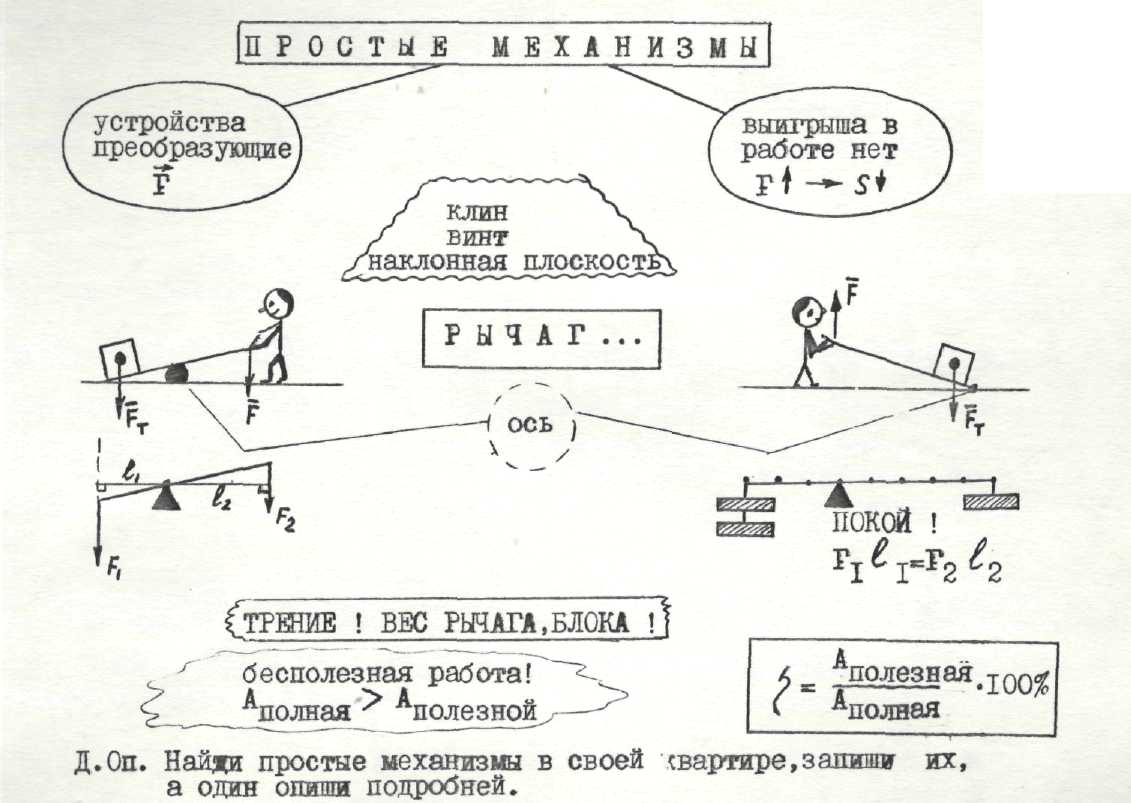 ПРОСТЫЕ МЕХАНИЗМЫ
устройства
преобразующие
F
выигрыша в
работе нет
F↑ → S↓
клин
винт
наклонная плоскость
РЫЧАГ...
F
F
Fт
Fт
ось
l₁
l₂
F₂
F₁
ПОКОЙ !
F₁ l₁=F₂ l₂
ТРЕНИЕ ! ВЕС РЫЧАГА,БЛОКА !
бесполезная работа!
Aполная > Aполезной
η = Aполезная / Aполная ·100%
Д.Оп. Найди простые механизмы в своей квартире,запиши их,
а один опиши подробней.